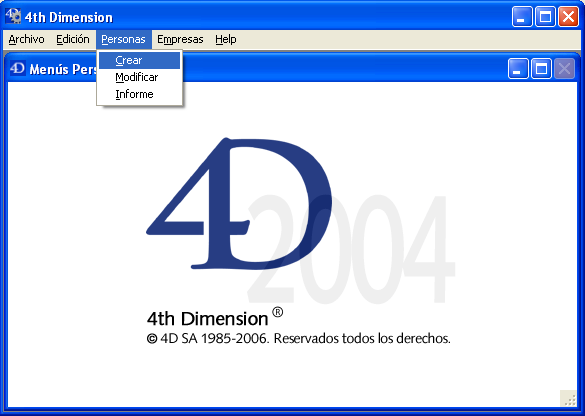 4th Dimension
Archivo Edición Personas Empresas Help
Crear
Menús Pers
Modificar
Informe
4D
2004
4th Dimension ®
© 4D SA 1985-2006. Reservados todos los derechos.